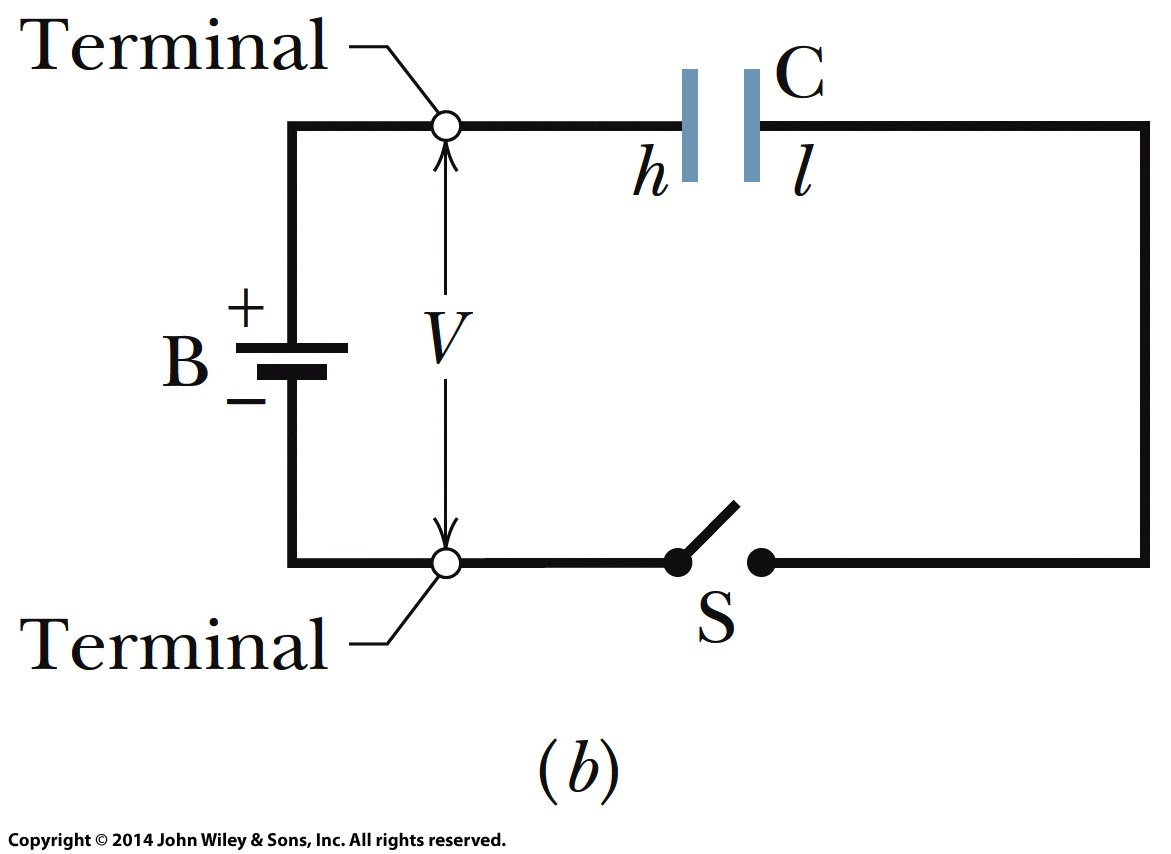 Terminal
C
h
l
+
B
V
−
S
Terminal
(b)
Copyright © 2014 John Wiley & Sons, Inc. All rights reserved.